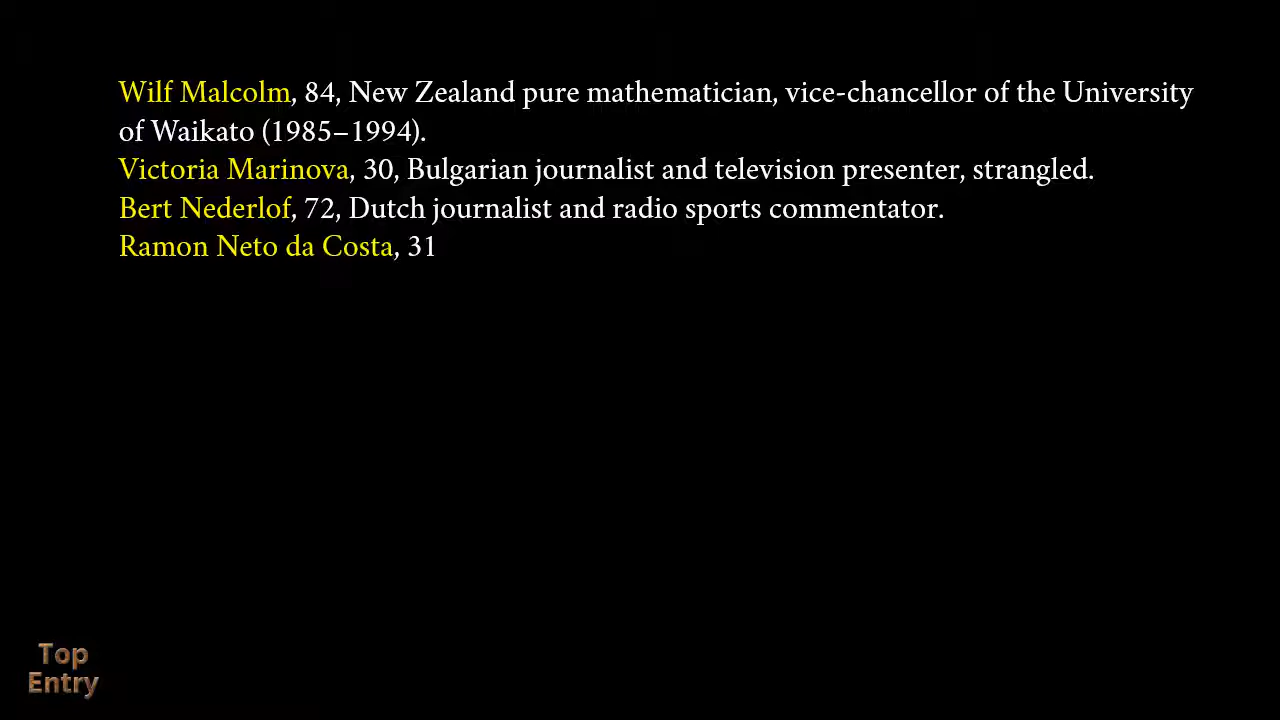 Wilf Malcolm, 84, New Zealand pure mathematician, vice-chancellor of the University
of Waikato (1985–1994).
Victoria Marinova, 30, Bulgarian journalist and television presenter, strangled.
Bert Nederlof, 72, Dutch journalist and radio sports commentator.
Ramon Neto da Costa, 31
Top
Entry